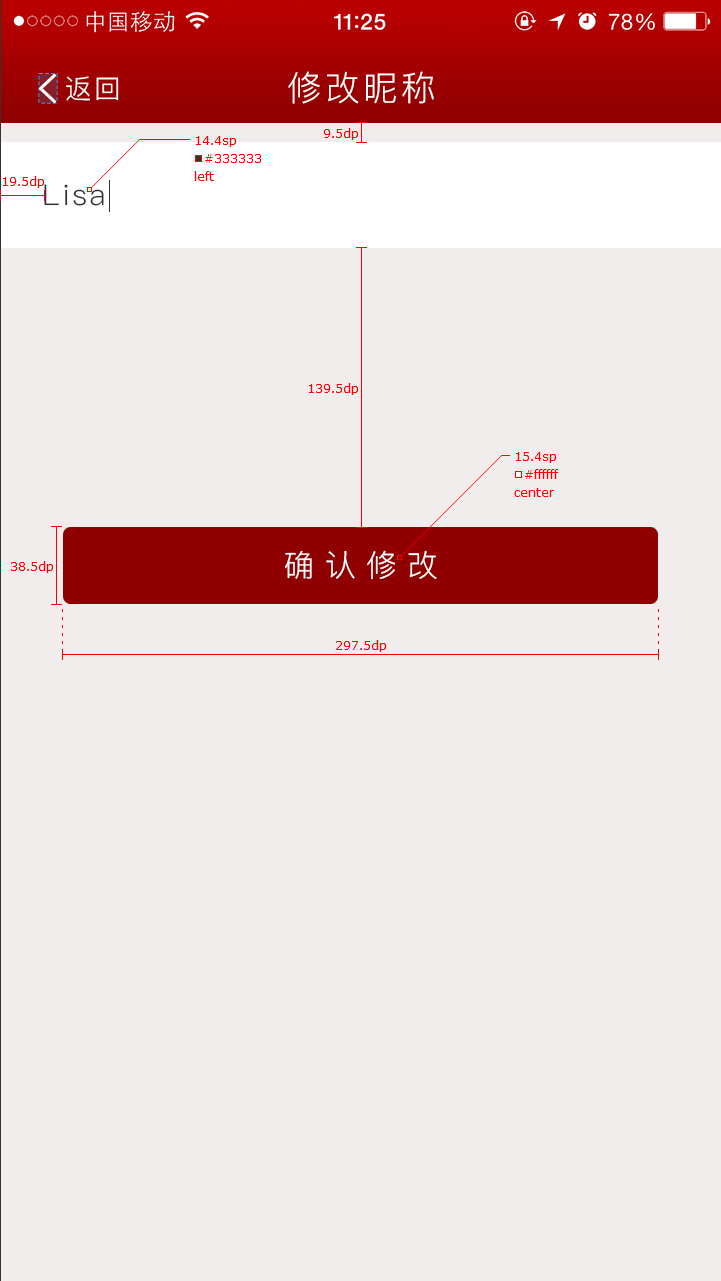 中国移动 11:25 78%
返回 修改昵称
9.5dp
14.4sp
#333333
left
19.5dp
Lisa
139.5dp
15.4sp
#ffffff
center
38.5dp
确认修改
297.5dp